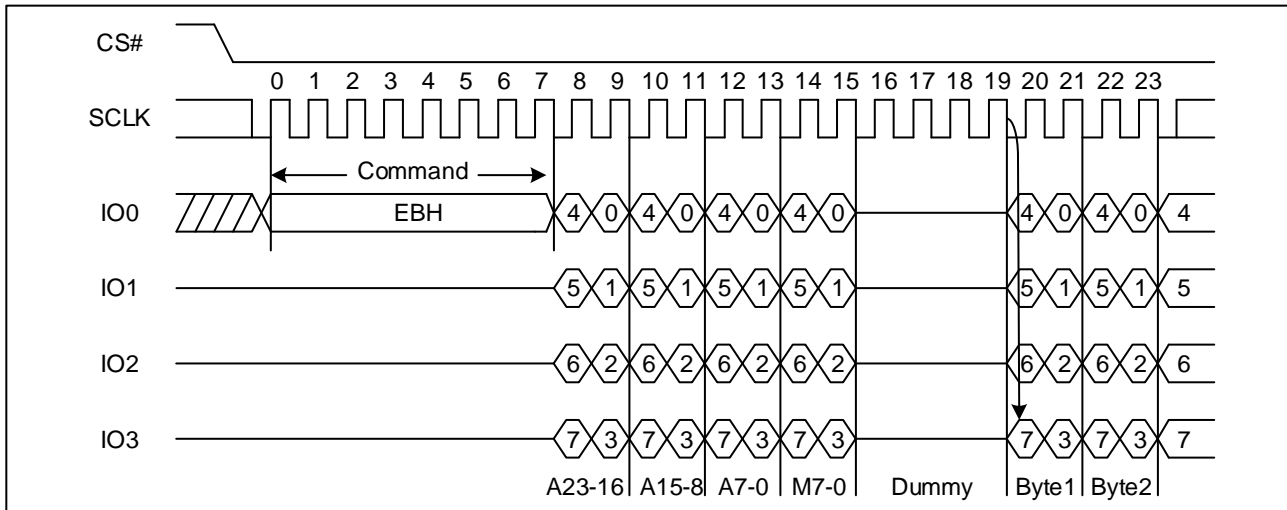 CS#
0 1 2 3 4 5 6 7 8 9 10 11 12 13 14 15 16 17 18 19 20 21 22 23
SCLK
Command
IO0 EBH 4 0 4 0 4 0 4 0 4 0 4 0 4
IO1 5 1 5 1 5 1 5 1 5 1 5 1 5
IO2 6 2 6 2 6 2 6 2 6 2 6 2 6
IO3 7 3 7 3 7 3 7 3 7 3 7 3 7
A23-16 A15-8 A7-0 M7-0 Dummy Byte1 Byte2